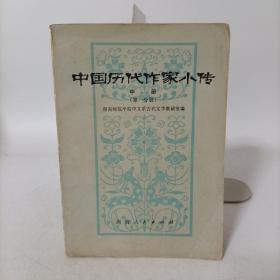 中国历代作家小传
中册
(第一分册)
湖南师范学院中文系古代文学教研室编
湖南人民出版社